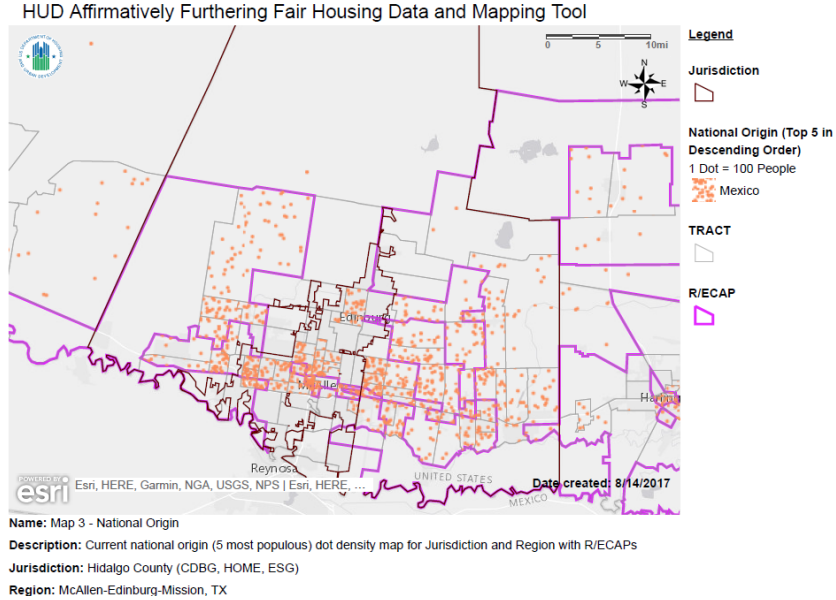 HUD Affirmatively Furthering Fair Housing Data and Mapping Tool
0 5 10mi
N
W E
S
Edinburg
Reynosa
UNITED STATES
MEXICO
POWERED BY
esri
Esri, HERE, Garmin, NGA, USGS, NPS | Esri, HERE, ...
Date created: 8/14/2017
Legend
Jurisdiction
National Origin (Top 5 in
Descending Order)
1 Dot = 100 People
Mexico
TRACT
R/ECAP
Name: Map 3 - National Origin
Description: Current national origin (5 most populous) dot density map for Jurisdiction and Region with R/ECAPs
Jurisdiction: Hidalgo County (CDBG, HOME, ESG)
Region: McAllen-Edinburg-Mission, TX